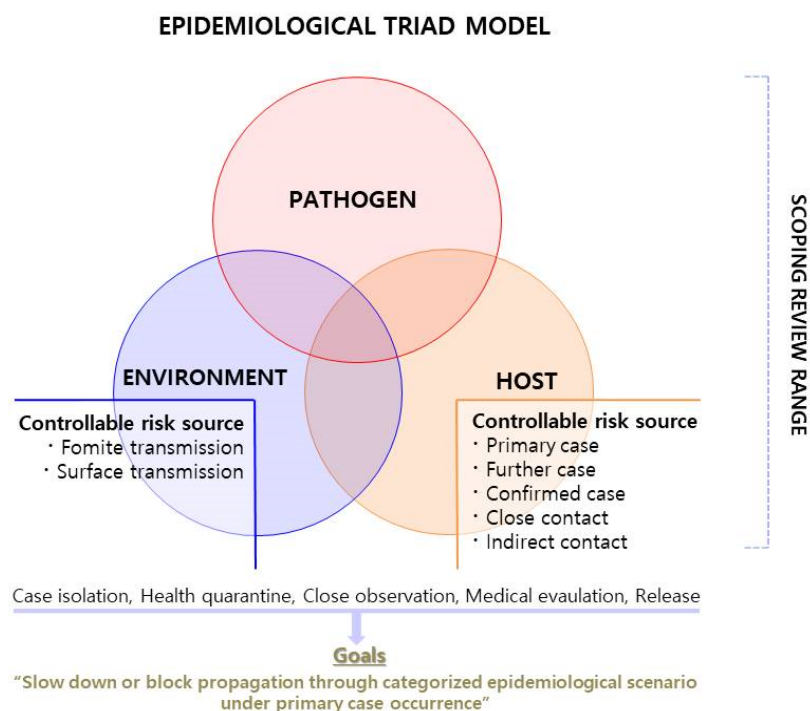 EPIDEMIOLOGICAL TRIAD MODEL
PATHOGEN
ENVIRONMENT
HOST
Controllable risk source
· Fomite transmission
· Surface transmission
Controllable risk source
· Primary case
· Further case
· Confirmed case
· Close contact
· Indirect contact
SCOPING REVIEW RANGE
Case isolation, Health quarantine, Close observation, Medical evaulation, Release
Goals
“Slow down or block propagation through categorized epidemiological scenario
under primary case occurrence”